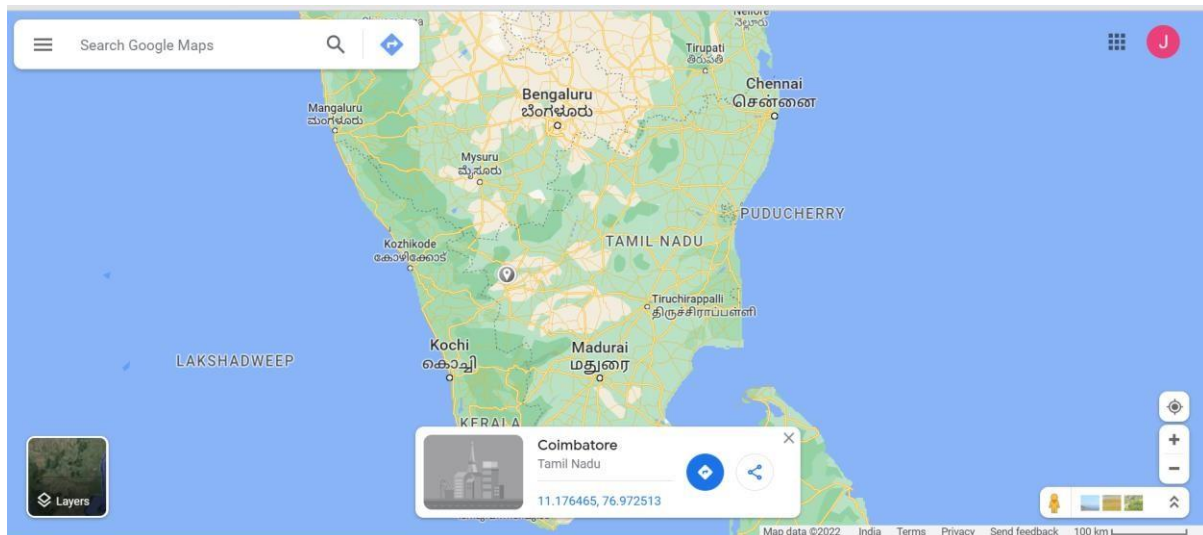 Search Google Maps
J
Nellore
నెల్లూరు
Tirupati
తిరుపతి
Chennai
சென்னை
Bengaluru
ಬೆಂಗಳೂರು
Mangaluru
ಮಂಗಳೂರು
Mysuru
ಮೈಸೂರು
PUDUCHERRY
Kozhikode
കോഴിക്കോട്
TAMIL NADU
Tiruchirappalli
திருச்சிராப்பள்ளி
Kochi
കൊച്ചി
Madurai
மதுரை
LAKSHADWEEP
KERALA
Coimbatore
Tamil Nadu
11.176465, 76.972513
Layers
Map data ©2022 India Terms Privacy Send feedback 100 km